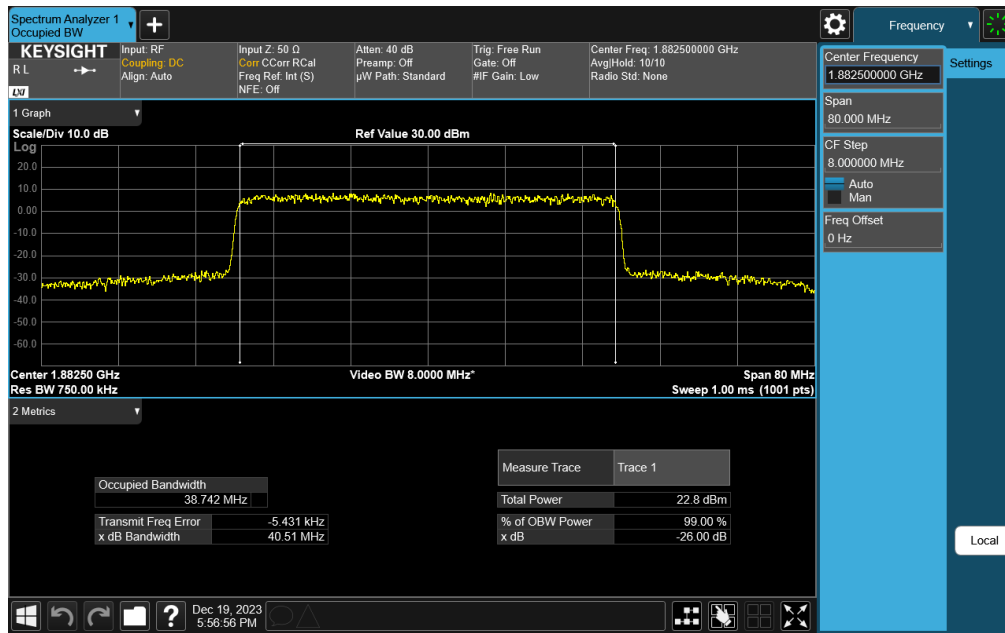 Spectrum Analyzer 1
Occupied BW
Frequency
KEYSIGHT
R L
LXI
Input: RF
Coupling: DC
Align: Auto
Input Z: 50 Ω
Corr CCorr RCal
Freq Ref: Int (S)
NFE: Off
Atten: 40 dB
Preamp: Off
µW Path: Standard
Trig: Free Run
Gate: Off
#IF Gain: Low
Center Freq: 1.882500000 GHz
Avg|Hold: 10/10
Radio Std: None
Center Frequency
1.882500000 GHz
Settings
Span
80.000 MHz
CF Step
8.000000 MHz
Auto
Man
Freq Offset
0 Hz
Local
1 Graph
Scale/Div 10.0 dB
Ref Value 30.00 dBm
Log
20.0
10.0
0.00
-10.0
-20.0
-30.0
-40.0
-50.0
-60.0
Center 1.88250 GHz
Video BW 8.0000 MHz*
Span 80 MHz
Res BW 750.00 kHz
Sweep 1.00 ms (1001 pts)
2 Metrics
Occupied Bandwidth
38.742 MHz
Transmit Freq Error -5.431 kHz
x dB Bandwidth 40.51 MHz
Measure Trace Trace 1
Total Power 22.8 dBm
% of OBW Power 99.00 %
x dB -26.00 dB
?
Dec 19, 2023
5:56:56 PM